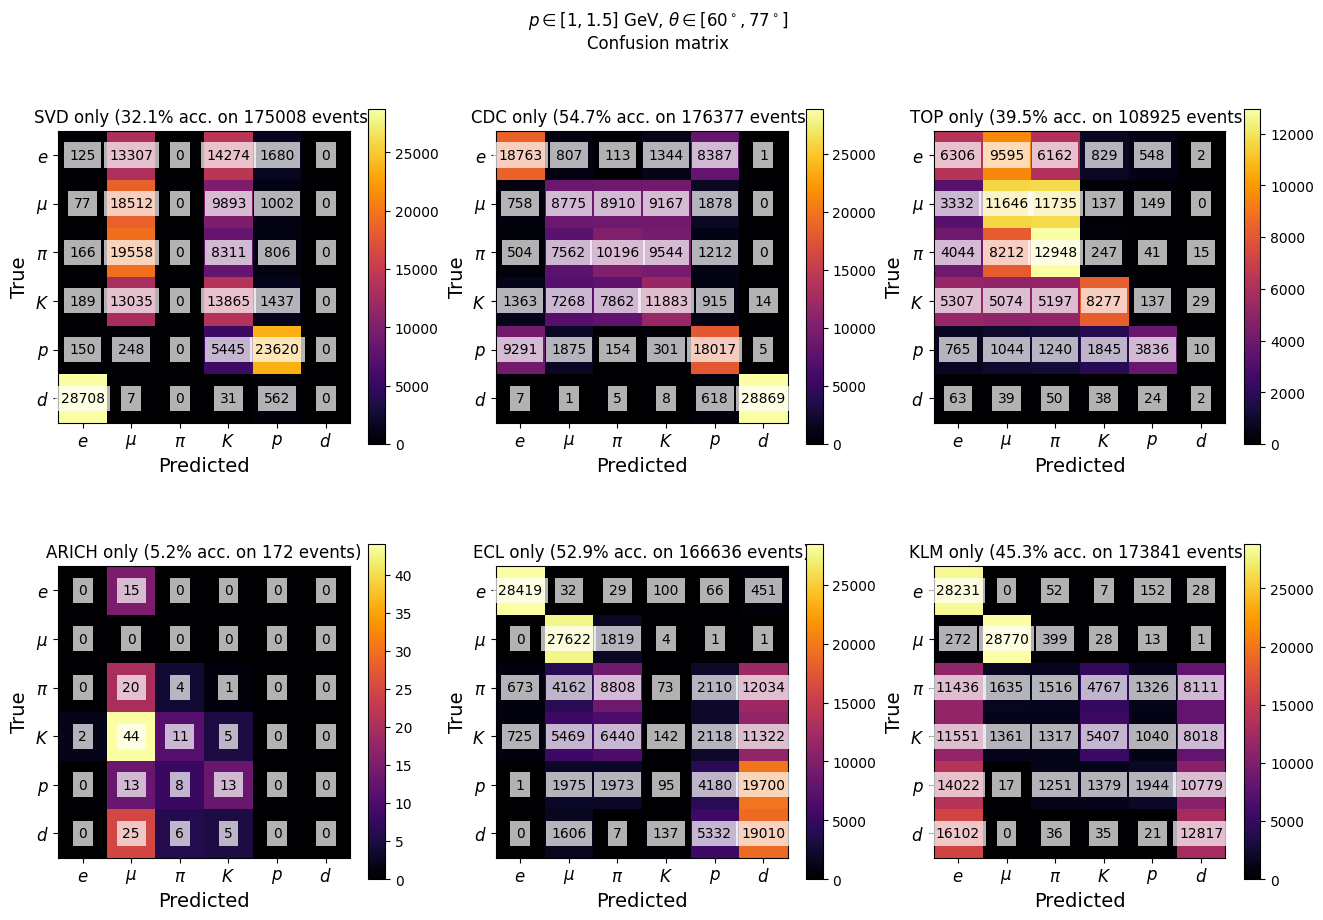 p ∈ [1, 1.5] GeV, θ ∈ [60°, 77°]
Confusion matrix
SVD only (32.1% acc. on 175008 events
e 125 13307 0 14274 1680 0
μ 77 18512 0 9893 1002 0
π 166 19558 0 8311 806 0
K 189 13035 0 13865 1437 0
p 150 248 0 5445 23620 0
d 28708 7 0 31 562 0
e μ π K p d
True
Predicted
25000
20000
15000
10000
5000
0
CDC only (54.7% acc. on 176377 events
e 18763 807 113 1344 8387 1
μ 758 8775 8910 9167 1878 0
π 504 7562 10196 9544 1212 0
K 1363 7268 7862 11883 915 14
p 9291 1875 154 301 18017 5
d 7 1 5 8 618 28869
e μ π K p d
True
Predicted
25000
20000
15000
10000
5000
0
TOP only (39.5% acc. on 108925 events
e 6306 9595 6162 829 548 2
μ 3332 11646 11735 137 149 0
π 4044 8212 12948 247 41 15
K 5307 5074 5197 8277 137 29
p 765 1044 1240 1845 3836 10
d 63 39 50 38 24 2
e μ π K p d
True
Predicted
12000
10000
8000
6000
4000
2000
0
ARICH only (5.2% acc. on 172 events)
e 0 15 0 0 0 0
μ 0 0 0 0 0 0
π 0 20 4 1 0 0
K 2 44 11 5 0 0
p 0 13 8 13 0 0
d 0 25 6 5 0 0
e μ π K p d
True
Predicted
40
35
30
25
20
15
10
5
0
ECL only (52.9% acc. on 166636 events)
e 28419 32 29 100 66 451
μ 0 27622 1819 4 1 1
π 673 4162 8808 73 2110 12034
K 725 5469 6440 142 2118 11322
p 1 1975 1973 95 4180 19700
d 0 1606 7 137 5332 19010
e μ π K p d
True
Predicted
25000
20000
15000
10000
5000
0
KLM only (45.3% acc. on 173841 events
e 28231 0 52 7 152 28
μ 272 28770 399 28 13 1
π 11436 1635 1516 4767 1326 8111
K 11551 1361 1317 5407 1040 8018
p 14022 17 1251 1379 1944 10779
d 16102 0 36 35 21 12817
e μ π K p d
True
Predicted
25000
20000
15000
10000
5000
0